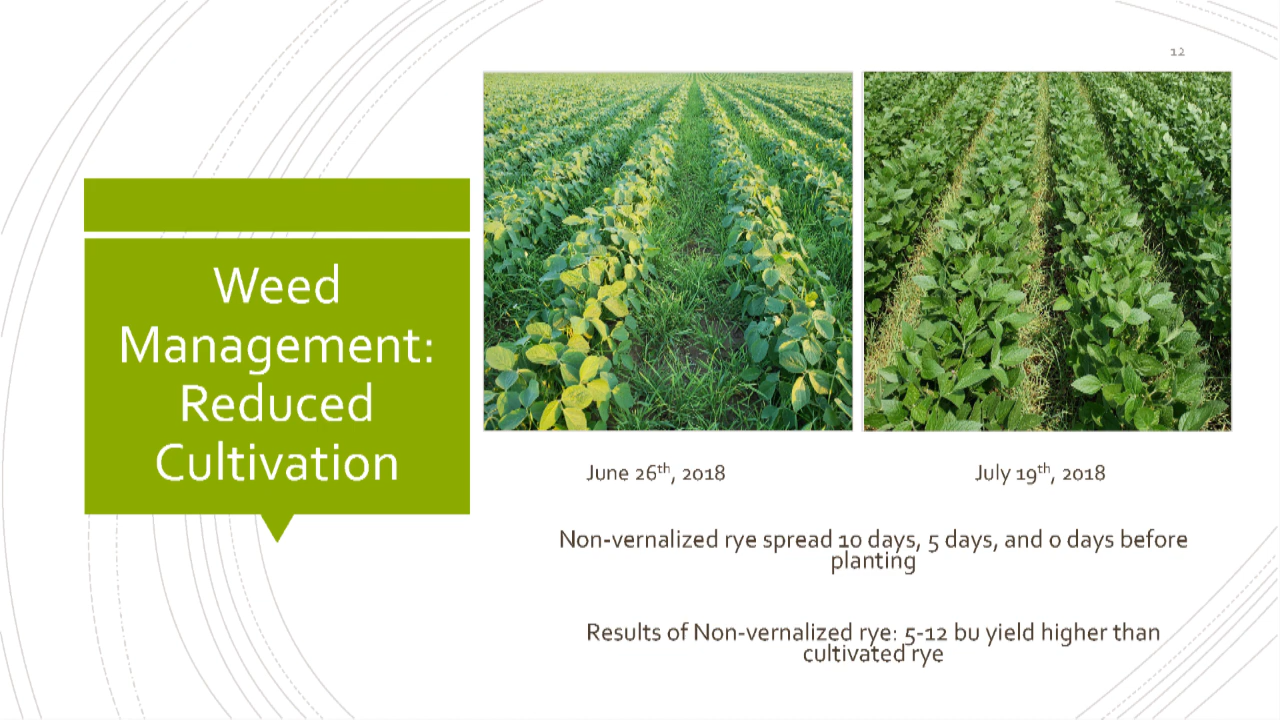 12
Weed
Management:
Reduced
Cultivation
June 26th, 2018
July 19th, 2018
Non-vernalized rye spread 10 days, 5 days, and 0 days before
planting
Results of Non-vernalized rye: 5-12 bu yield higher than
cultivated rye